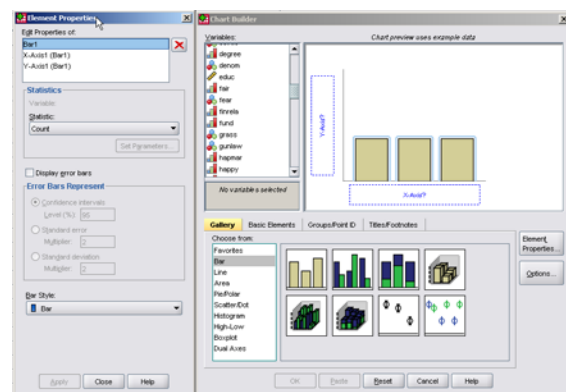 Element Properties
Edit Properties of:
Bar1
X-Axis1 (Bar1)
Y-Axis1 (Bar1)
Statistics
Variable:
Statistic:
Count
Set Parameters...
Display error bars
Error Bars Represent
Confidence intervals
Level (%): 95
Standard error
Multiplier: 2
Standard deviation
Multiplier: 2
Bar Style:
Bar
Apply
Close
Help
Chart Builder
Variables:
degree
denom
educ
fair
fear
finrela
fund
grass
gunlaw
hapmar
happy
No variables selected
Chart preview uses example data
Y-Axis?
X-Axis?
Gallery
Basic Elements
Groups/Point ID
Titles/Footnotes
Choose from:
Favorites
Bar
Line
Area
Pie/Polar
Scatter/Dot
Histogram
High-Low
Boxplot
Dual Axes
Element Properties...
Options...
OK
Paste
Reset
Cancel
Help